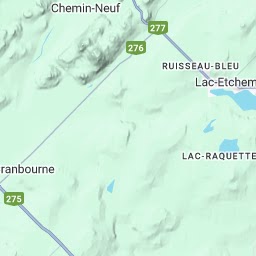 Chemin-Neuf
277
276
RUISSEAU-BLEU
Lac-Etchem
LAC-RAQUETTE
ranbourne
275